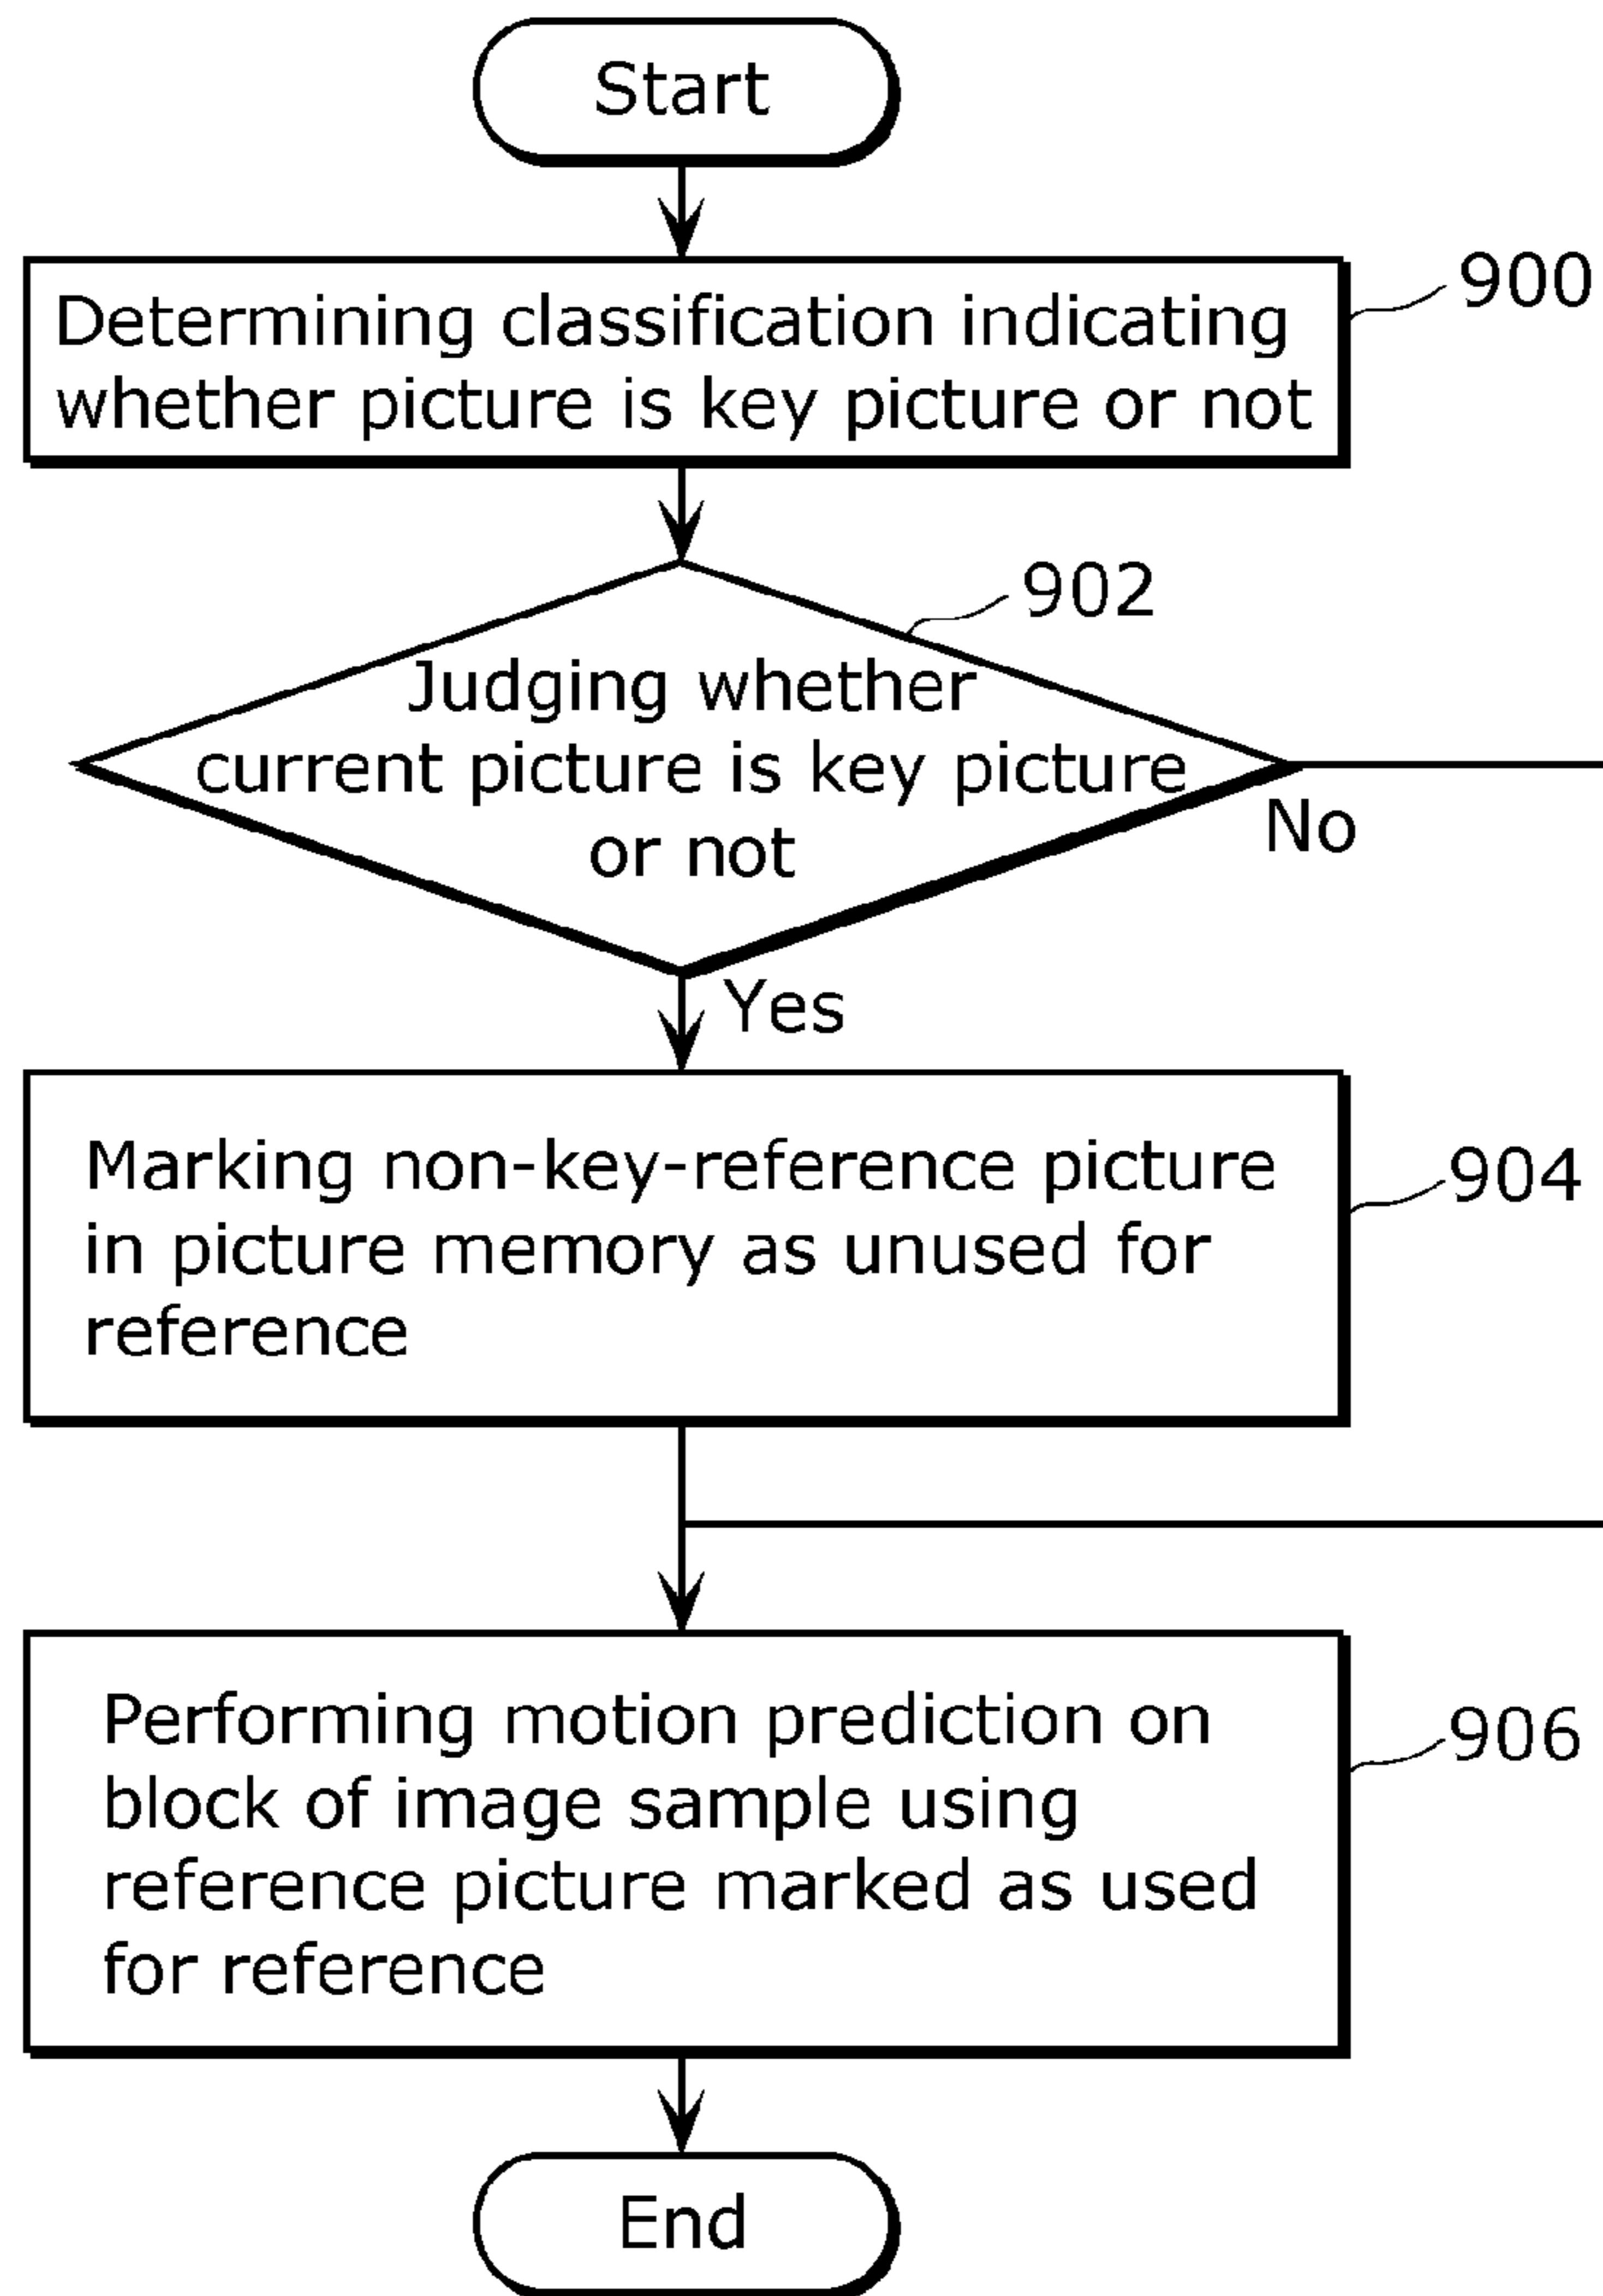 Start
900
Determining classification indicating
whether picture is key picture or not
902
Judging whether
current picture is key picture
or not
No
Yes
Marking non-key-reference picture
in picture memory as unused for
reference
904
Performing motion prediction on
block of image sample using
reference picture marked as used
for reference
906
End